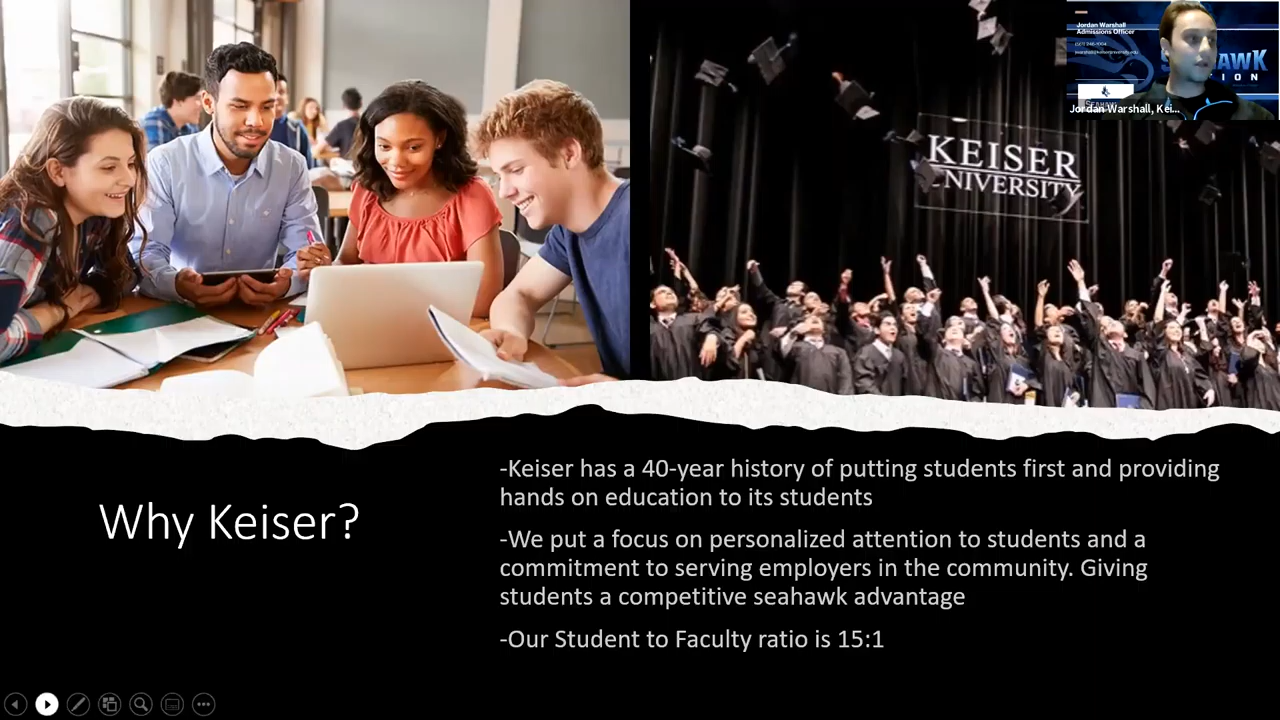 Jordan Warshall
Admissions Officer
KEISER
UNIVERSITY
Jordan Warshall, Kei...
Why Keiser?
-Keiser has a 40-year history of putting students first and providing
hands on education to its students
-We put a focus on personalized attention to students and a
commitment to serving employers in the community. Giving
students a competitive seahawk advantage
-Our Student to Faculty ratio is 15:1